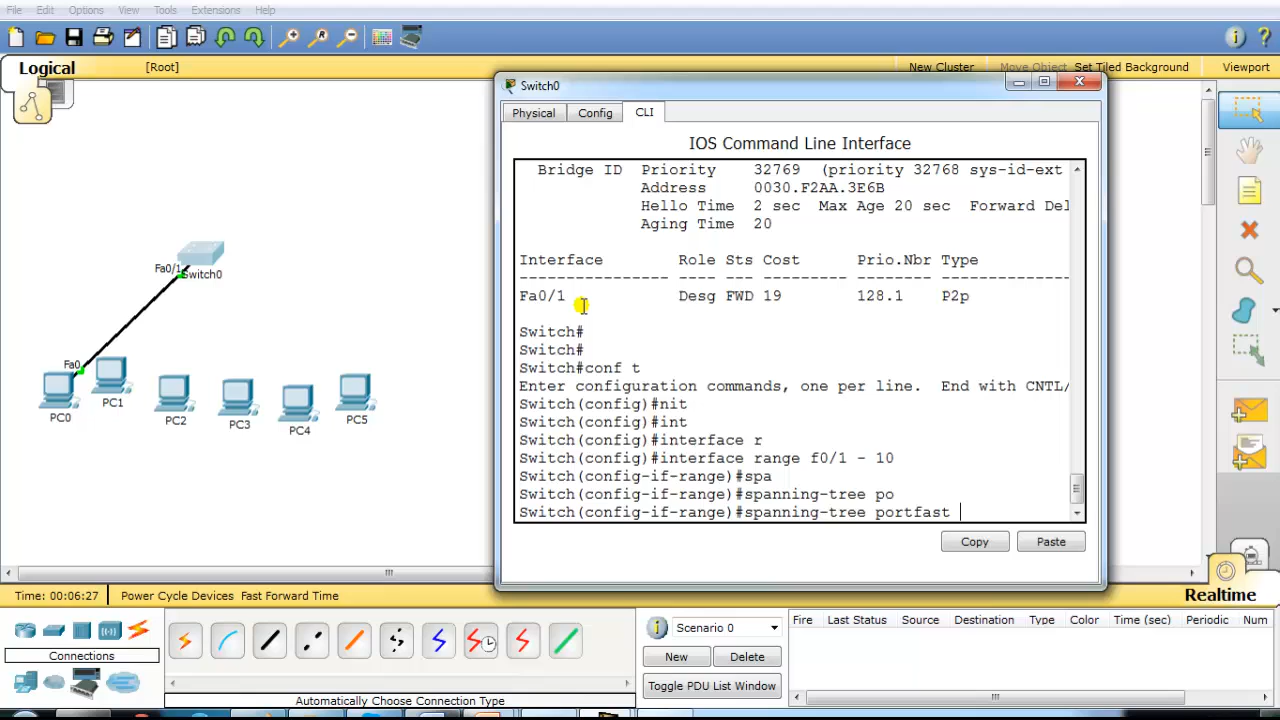 File Edit Options View Tools Extensions Help
Logical [Root] New Cluster Move Object Set Tiled Background Viewport
Switch0
Physical Config CLI
IOS Command Line Interface
Bridge ID Priority 32769 (priority 32768 sys-id-ext
Address 0030.F2AA.3E6B
Hello Time 2 sec Max Age 20 sec Forward Del
Aging Time 20
Interface Role Sts Cost Prio.Nbr Type
---------------- ---- --- --------- -------- --------------
Fa0/1 Desg FWD 19 128.1 P2p
Switch#
Switch#
Switch#conf t
Enter configuration commands, one per line. End with CNTL/
Switch(config)#nit
Switch(config)#int
Switch(config)#interface r
Switch(config)#interface range f0/1 - 10
Switch(config-if-range)#spa
Switch(config-if-range)#spanning-tree po
Switch(config-if-range)#spanning-tree portfast
Copy Paste
Fa0/1
Switch0
Fa0
PC0
PC1
PC2
PC3
PC4
PC5
Time: 00:06:27 Power Cycle Devices Fast Forward Time Realtime
Connections
Automatically Choose Connection Type
Scenario 0
New Delete
Toggle PDU List Window
Fire Last Status Source Destination Type Color Time (sec) Periodic Num